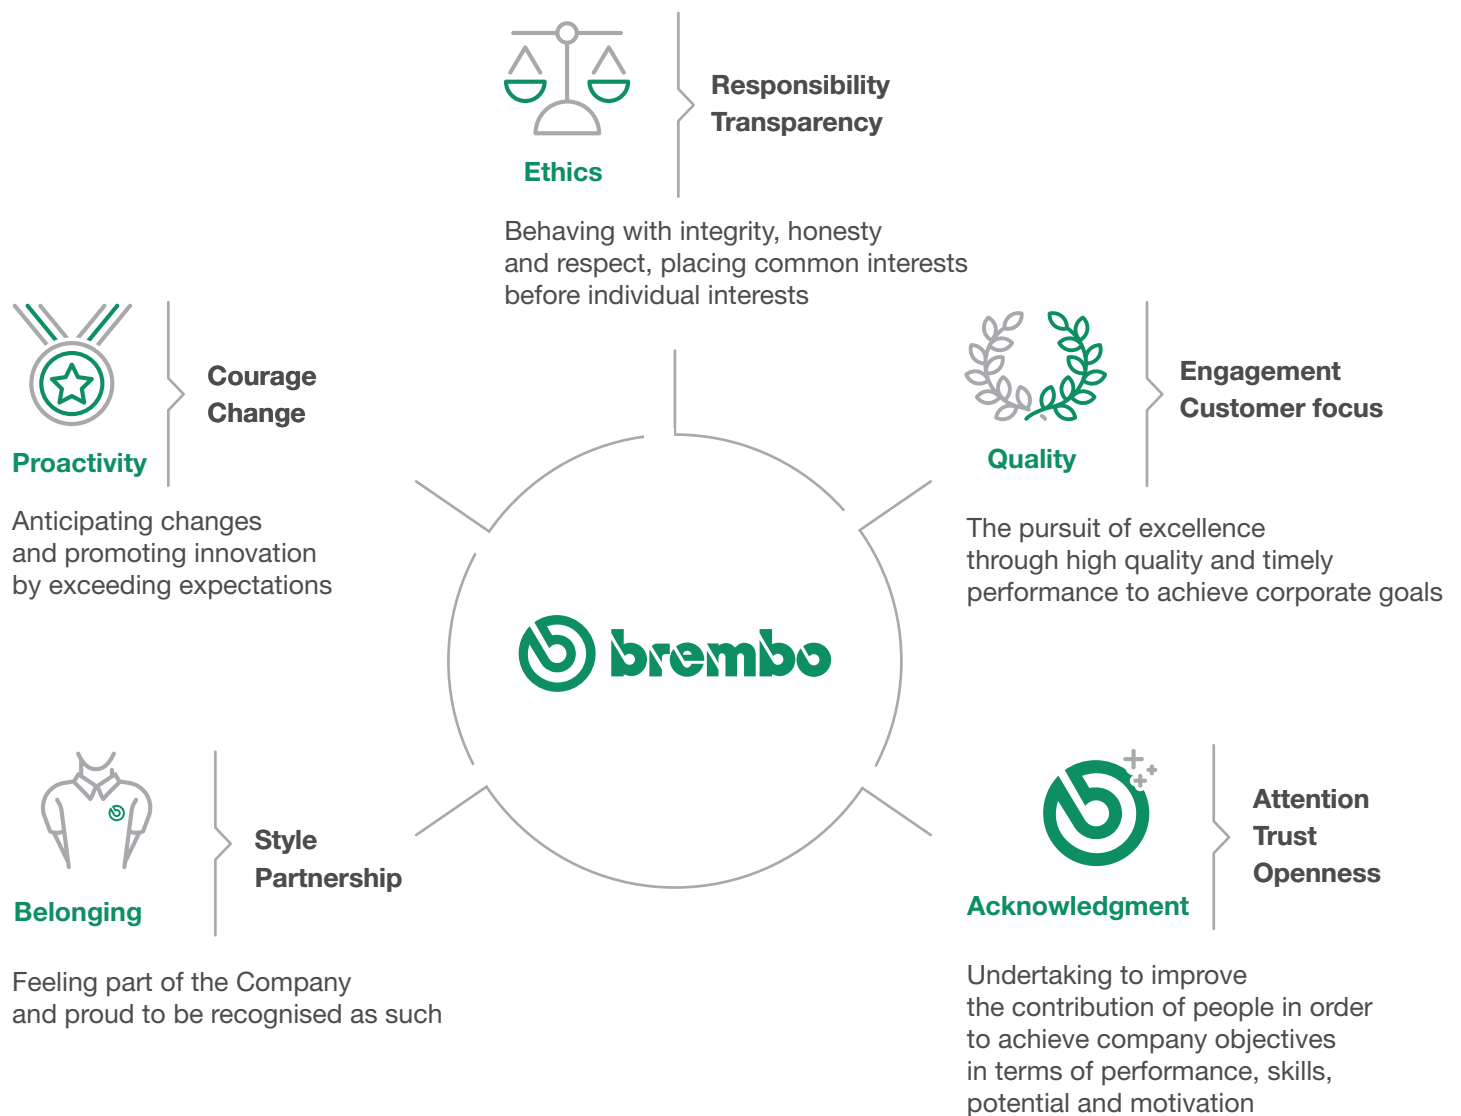 Responsibility
Transparency
Ethics
Behaving with integrity, honesty
and respect, placing common interests
before individual interests
Courage
Change
Proactivity
Anticipating changes
and promoting innovation
by exceeding expectations
Engagement
Customer focus
Quality
The pursuit of excellence
through high quality and timely
performance to achieve corporate goals
brembo
Style
Partnership
Belonging
Feeling part of the Company
and proud to be recognised as such
Attention
Trust
Openness
Acknowledgment
Undertaking to improve
the contribution of people in order
to achieve company objectives
in terms of performance, skills,
potential and motivation